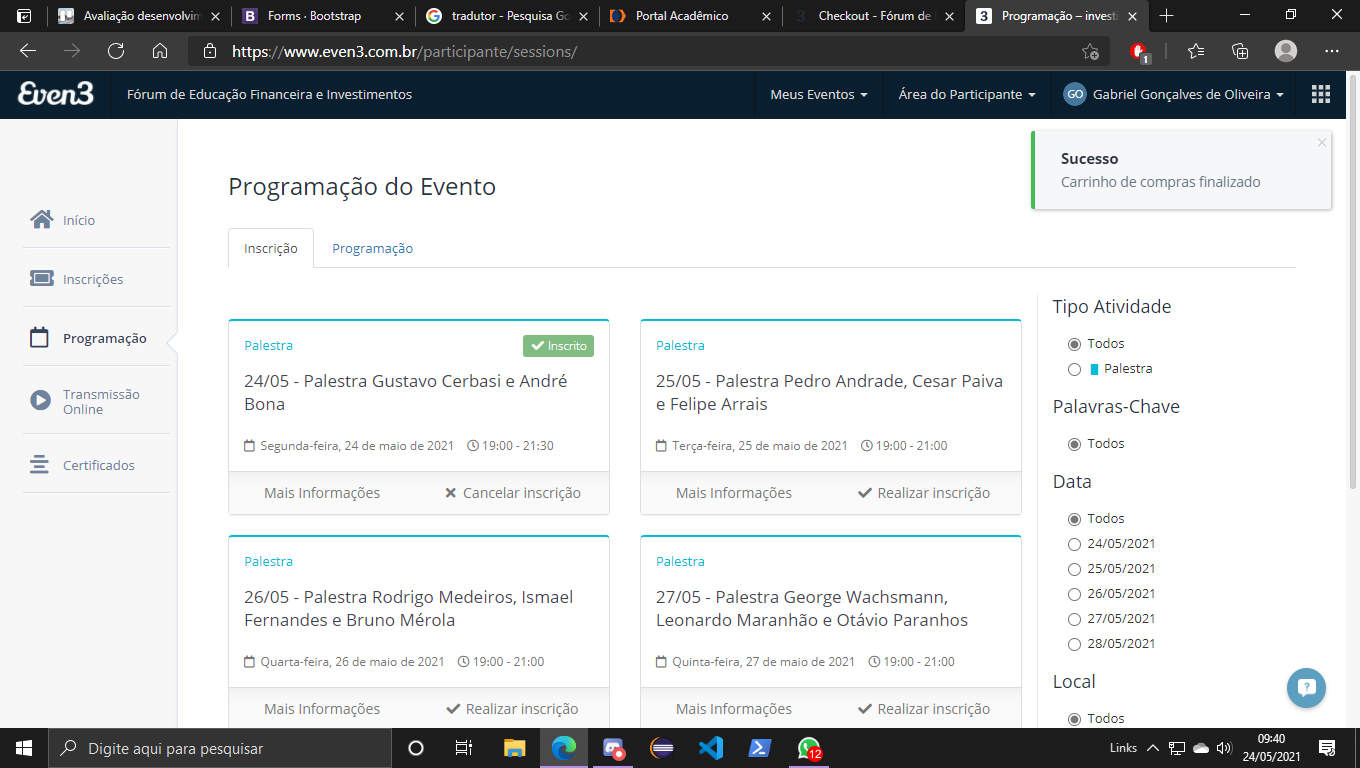 Avaliação desenvolvim
Forms · Bootstrap
tradutor - Pesquisa Go
Portal Acadêmico
Checkout - Fórum de
Programação – investi
https://www.even3.com.br/participante/sessions/
1
Even3
Fórum de Educação Financeira e Investimentos
Meus Eventos
Área do Participante
GO
Gabriel Gonçalves de Oliveira
Sucesso
Carrinho de compras finalizado
Início
Inscrições
Programação
Transmissão
Online
Certificados
Programação do Evento
Inscrição
Programação
Palestra
Inscrito
24/05 - Palestra Gustavo Cerbasi e André
Bona
Segunda-feira, 24 de maio de 2021 19:00 - 21:30
Mais Informações
Cancelar inscrição
Palestra
25/05 - Palestra Pedro Andrade, Cesar Paiva
e Felipe Arrais
Terça-feira, 25 de maio de 2021 19:00 - 21:00
Mais Informações
Realizar inscrição
Palestra
26/05 - Palestra Rodrigo Medeiros, Ismael
Fernandes e Bruno Mérola
Quarta-feira, 26 de maio de 2021 19:00 - 21:00
Mais Informações
Realizar inscrição
Palestra
27/05 - Palestra George Wachsmann,
Leonardo Maranhão e Otávio Paranhos
Quinta-feira, 27 de maio de 2021 19:00 - 21:00
Mais Informações
Realizar inscrição
Tipo Atividade
Todos
Palestra
Palavras-Chave
Todos
Data
Todos
24/05/2021
25/05/2021
26/05/2021
27/05/2021
28/05/2021
Local
Todos
Digite aqui para pesquisar
12
Links
09:40
24/05/2021